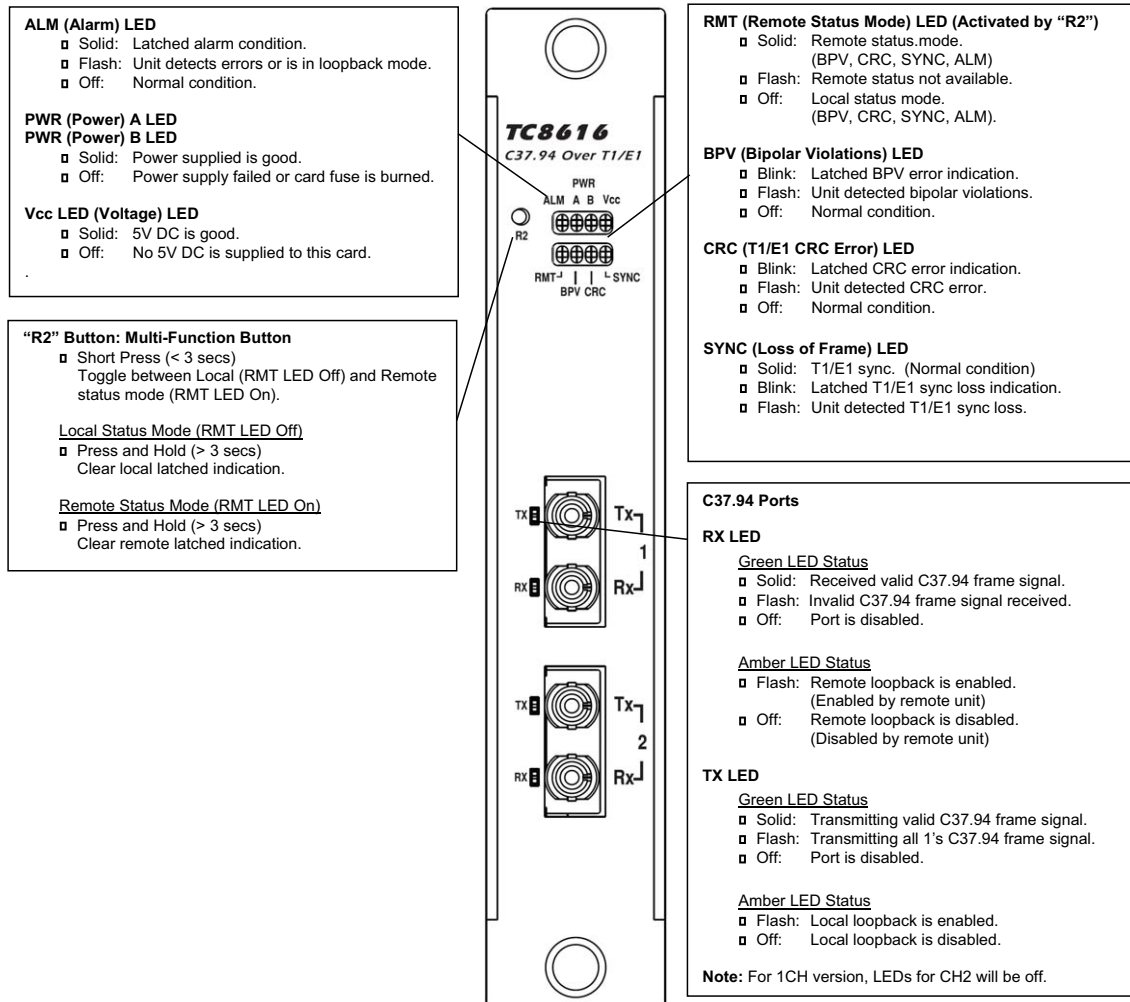 ALM (Alarm) LED
Solid: Latched alarm condition.
Flash: Unit detects errors or is in loopback mode.
Off: Normal condition.
PWR (Power) A LED
PWR (Power) B LED
Solid: Power supplied is good.
Off: Power supply failed or card fuse is burned.
Vcc LED (Voltage) LED
Solid: 5V DC is good.
Off: No 5V DC is supplied to this card.
.
"R2" Button: Multi-Function Button
Short Press (< 3 secs)
Toggle between Local (RMT LED Off) and Remote
status mode (RMT LED On).
Local Status Mode (RMT LED Off)
Press and Hold (> 3 secs)
Clear local latched indication.
Remote Status Mode (RMT LED On)
Press and Hold (> 3 secs)
Clear remote latched indication.
TC8616
C37.94 Over T1/E1
PWR
ALM A B Vcc
R2
RMT SYNC
BPV CRC
TX Tx
1
RX Rx
TX Tx
2
RX Rx
RMT (Remote Status Mode) LED (Activated by “R2”)
Solid: Remote status.mode.
(BPV, CRC, SYNC, ALM)
Flash: Remote status not available.
Off: Local status mode.
(BPV, CRC, SYNC, ALM).
BPV (Bipolar Violations) LED
Blink: Latched BPV error indication.
Flash: Unit detected bipolar violations.
Off: Normal condition.
CRC (T1/E1 CRC Error) LED
Blink: Latched CRC error indication.
Flash: Unit detected CRC error.
Off: Normal condition.
SYNC (Loss of Frame) LED
Solid: T1/E1 sync. (Normal condition)
Blink: Latched T1/E1 sync loss indication.
Flash: Unit detected T1/E1 sync loss.
C37.94 Ports
RX LED
Green LED Status
Solid: Received valid C37.94 frame signal.
Flash: Invalid C37.94 frame signal received.
Off: Port is disabled.
Amber LED Status
Flash: Remote loopback is enabled.
(Enabled by remote unit)
Off: Remote loopback is disabled.
(Disabled by remote unit)
TX LED
Green LED Status
Solid: Transmitting valid C37.94 frame signal.
Flash: Transmitting all 1's C37.94 frame signal.
Off: Port is disabled.
Amber LED Status
Flash: Local loopback is enabled.
Off: Local loopback is disabled.
Note: For 1CH version, LEDs for CH2 will be off.